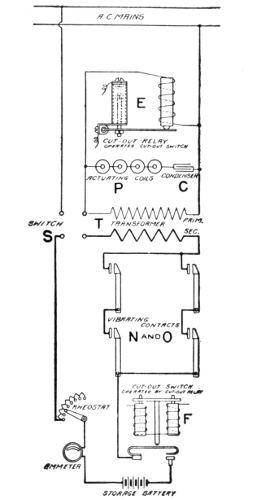 A.C. MAINS
E
CUT-OUT RELAY
OPERATES CUT-OUT SWITCH
ACTUATING COILS
CONDENSER
P
C
T
PRIM.
SWITCH
TRANSFORMER
S
SEC.
VIBRATING
CONTACTS
N AND O
CUT-OUT SWITCH
OPERATED BY CUT-OUT RELAY
RHEOSTAT
F
AMMETER
STORAGE BATTERY